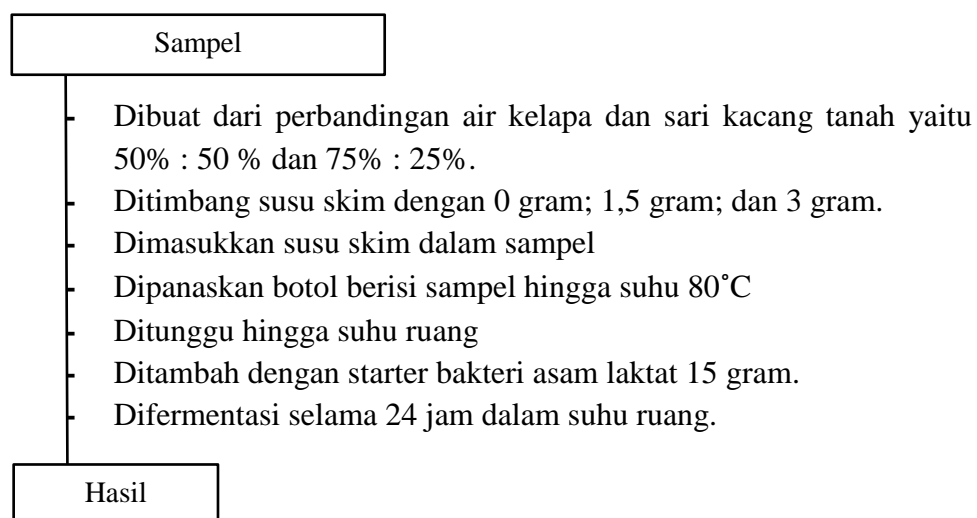 Sampel
- Dibuat dari perbandingan air kelapa dan sari kacang tanah yaitu
50% : 50 % dan 75% : 25%.
- Ditimbang susu skim dengan 0 gram; 1,5 gram; dan 3 gram.
- Dimasukkan susu skim dalam sampel
- Dipanaskan botol berisi sampel hingga suhu 80˚C
- Ditunggu hingga suhu ruang
- Ditambah dengan starter bakteri asam laktat 15 gram.
- Difermentasi selama 24 jam dalam suhu ruang.
Hasil